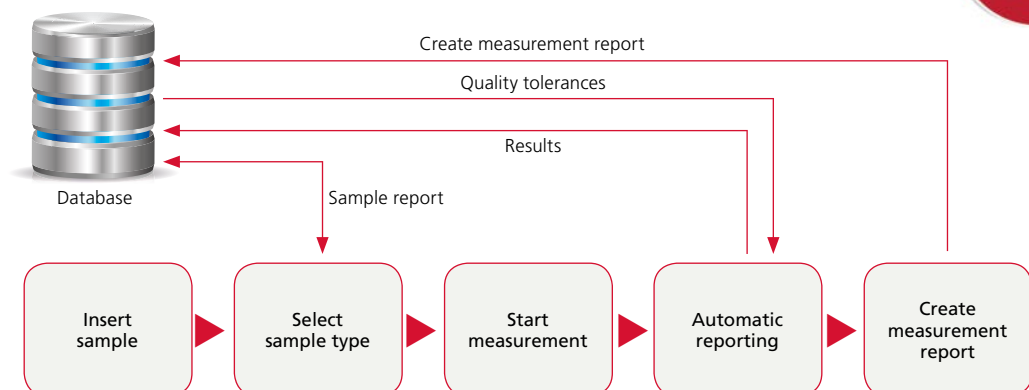 Create measurement report
Quality tolerances
Results
Database
Sample report
Insert
sample
Select
sample type
Start
measurement
Automatic
reporting
Create
measurement
report